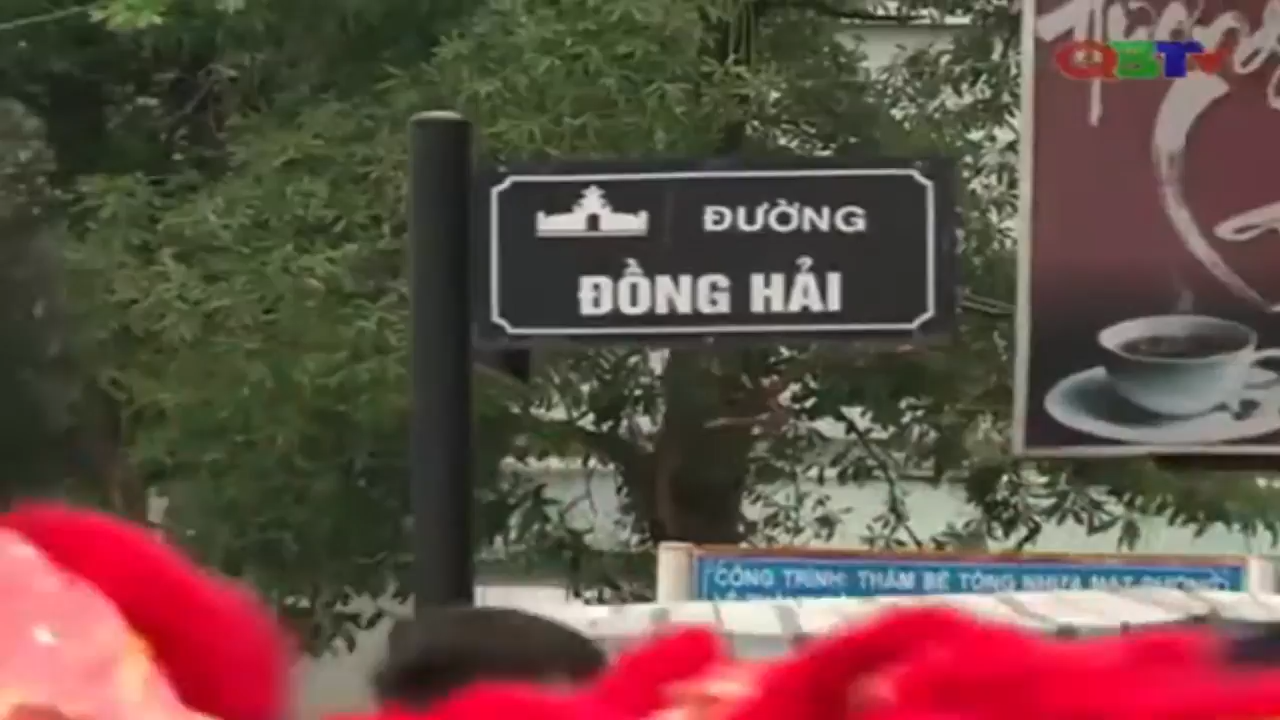 QBTV
ĐƯỜNG
ĐỒNG HẢI
CÔNG TRÌNH: THẢM BÊ TÔNG NHỰA MẶT ĐƯỜNG